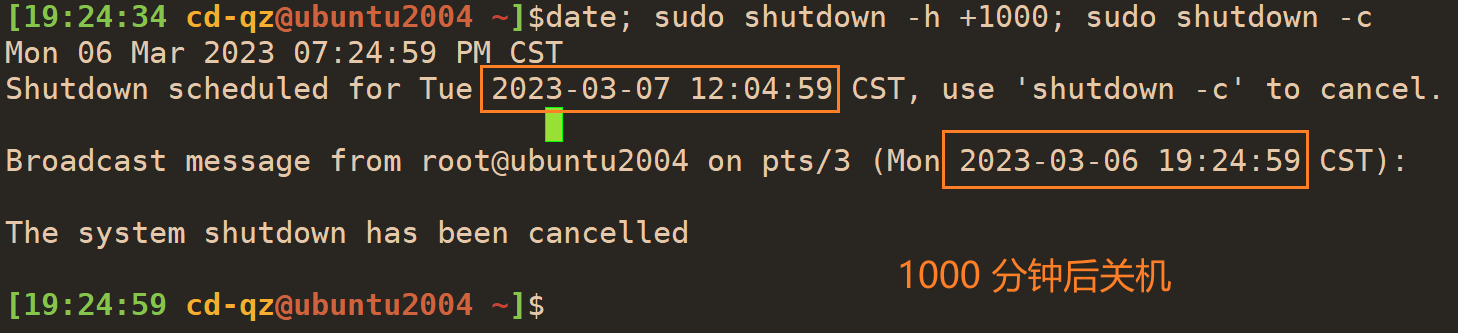 [19:24:34 cd-qz@ubuntu2004 ~]$date; sudo shutdown -h +1000; sudo shutdown -c
Mon 06 Mar 2023 07:24:59 PM CST
Shutdown scheduled for Tue 2023-03-07 12:04:59 CST, use 'shutdown -c' to cancel.
Broadcast message from root@ubuntu2004 on pts/3 (Mon 2023-03-06 19:24:59 CST):
The system shutdown has been cancelled
1000 分钟后关机
[19:24:59 cd-qz@ubuntu2004 ~]$